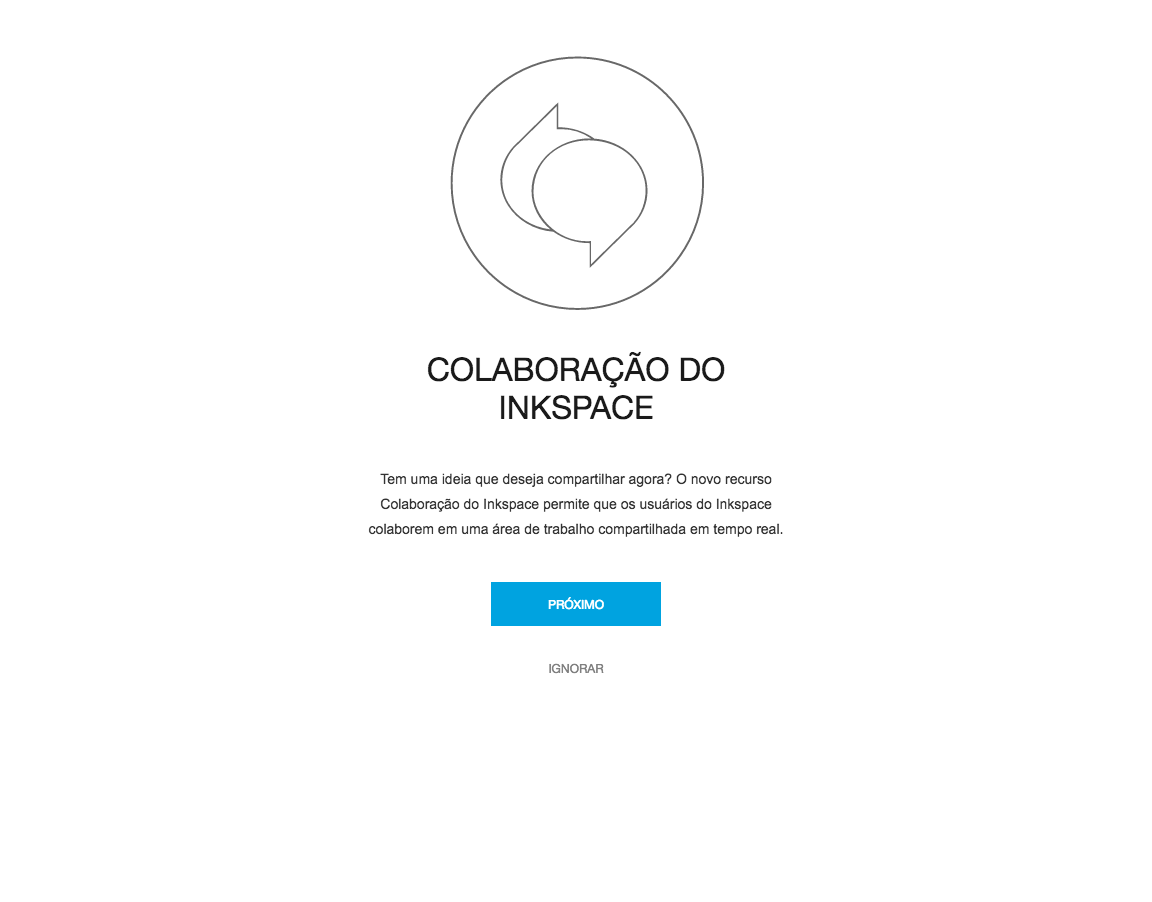 COLABORAÇÃO DO
INKSPACE
Tem uma ideia que deseja compartilhar agora? O novo recurso
Colaboração do Inkspace permite que os usuários do Inkspace
colaborem em uma área de trabalho compartilhada em tempo real.
PRÓXIMO
IGNORAR